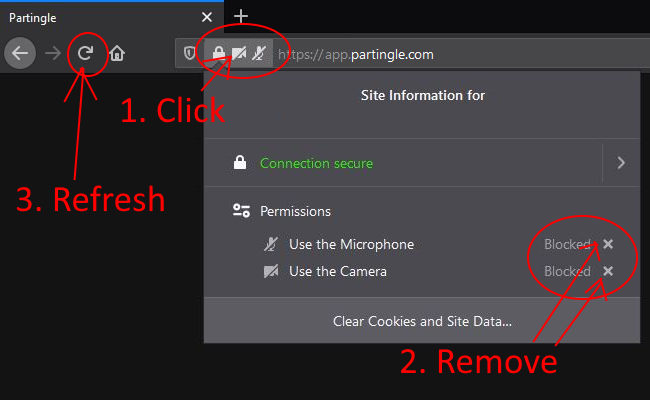 Partingle
https://app.partingle.com
1. Click
Site Information for
Connection secure
3. Refresh
Permissions
Use the Microphone Blocked
Use the Camera Blocked
Clear Cookies and Site Data...
2. Remove